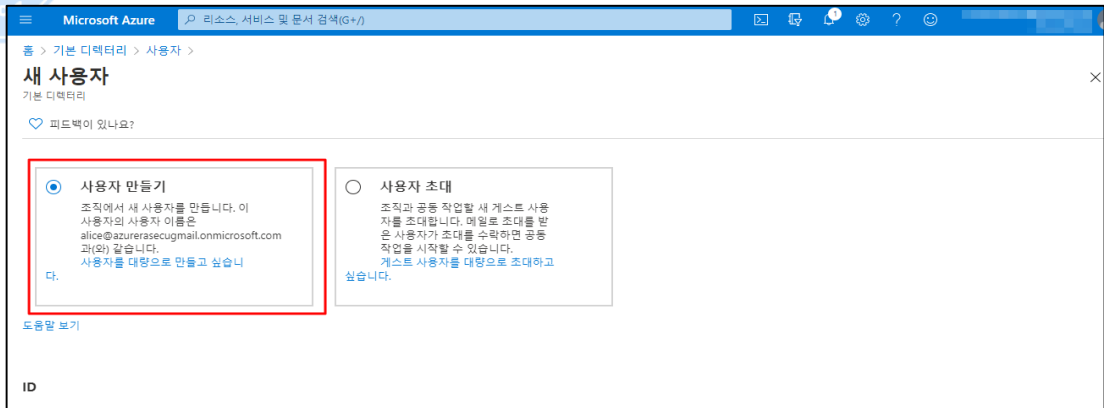 Microsoft Azure
리소스, 서비스 및 문서 검색(G+/)
1
홈 > 기본 디렉터리 > 사용자 >
새 사용자
기본 디렉터리
피드백이 있나요?
사용자 만들기
조직에서 새 사용자를 만듭니다. 이
사용자의 사용자 이름은
alice@azurerasecugmail.onmicrosoft.com
과(와) 같습니다.
사용자를 대량으로 만들고 싶습니
다.
사용자 초대
조직과 공동 작업할 새 게스트 사용
자를 초대합니다. 메일로 초대를 받
은 사용자가 초대를 수락하면 공동
작업을 시작할 수 있습니다.
게스트 사용자를 대량으로 초대하고
싶습니다.
도움말 보기
ID